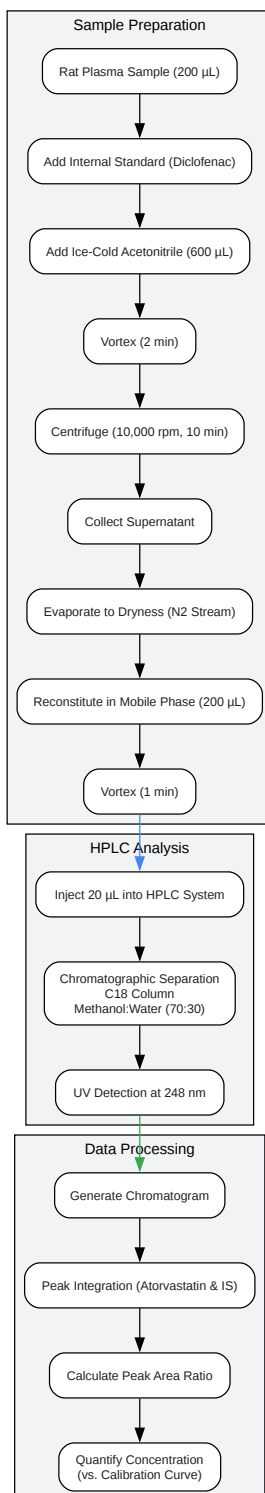 Sample Preparation
Rat Plasma Sample (200 µL)
Add Internal Standard (Diclofenac)
Add Ice-Cold Acetonitrile (600 µL)
Vortex (2 min)
Centrifuge (10,000 rpm, 10 min)
Collect Supernatant
Evaporate to Dryness (N2 Stream)
Reconstitute in Mobile Phase (200 µL)
Vortex (1 min)
HPLC Analysis
Inject 20 µL into HPLC System
Chromatographic Separation
C18 Column
Methanol:Water (70:30)
UV Detection at 248 nm
Data Processing
Generate Chromatogram
Peak Integration (Atorvastatin & IS)
Calculate Peak Area Ratio
Quantify Concentration
(vs. Calibration Curve)